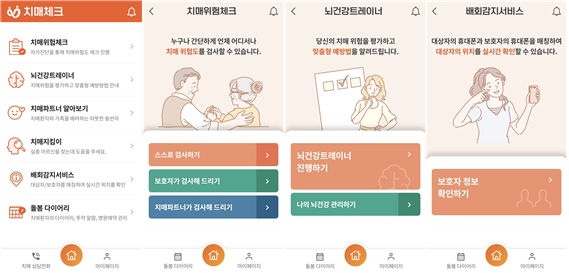 치매체크
치매위험체크
자가진단을 통해 치매위험도 체크 진행
뇌건강트레이너
치매위험을 평가하고 맞춤형 예방방법 안내
치매파트너 알아보기
치매환자와 가족을 배려하는 따뜻한 동반자
치매지킴이
실종 어르신을 찾는데 도움을 주세요.
배회감지서비스
대상자/보호자를 매칭하여 실시간 위치를 확인
돌봄 다이어리
치매환자의 다이어리, 투약 알람, 병원예약 관리
치매 상담전화
마이페이지
치매위험체크
누구나 간단하게 언제 어디서나
치매 위험도를 검사할 수 있습니다.
스스로 검사하기
보호자가 검사해 드리기
치매파트너가 검사해 드리기
돌봄 다이어리
마이페이지
뇌건강트레이너
당신의 치매 위험을 평가하고
맞춤형 예방법을 알려드립니다.
뇌건강트레이너
진행하기
나의 뇌건강 관리하기
돌봄 다이어리
마이페이지
배회감지서비스
대상자의 휴대폰과 보호자의 휴대폰을 매칭하여
대상자의 위치를 실시간 확인할 수 있습니다.
보호자 정보
확인하기
돌봄 다이어리
마이페이지